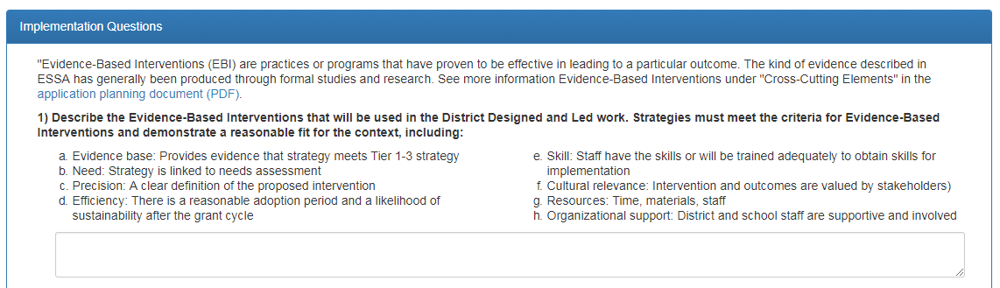 Implementation Questions
"Evidence-Based Interventions (EBI) are practices or programs that have proven to be effective in leading to a particular outcome. The kind of evidence described in
ESSA has generally been produced through formal studies and research. See more information Evidence-Based Interventions under "Cross-Cutting Elements" in the
application planning document (PDF).
1) Describe the Evidence-Based Interventions that will be used in the District Designed and Led work. Strategies must meet the criteria for Evidence-Based
Interventions and demonstrate a reasonable fit for the context, including:
a. Evidence base: Provides evidence that strategy meets Tier 1-3 strategy
b. Need: Strategy is linked to needs assessment
c. Precision: A clear definition of the proposed intervention
d. Efficiency: There is a reasonable adoption period and a likelihood of
sustainability after the grant cycle
e. Skill: Staff have the skills or will be trained adequately to obtain skills for
implementation
f. Cultural relevance: Intervention and outcomes are valued by stakeholders)
g. Resources: Time, materials, staff
h. Organizational support: District and school staff are supportive and involved